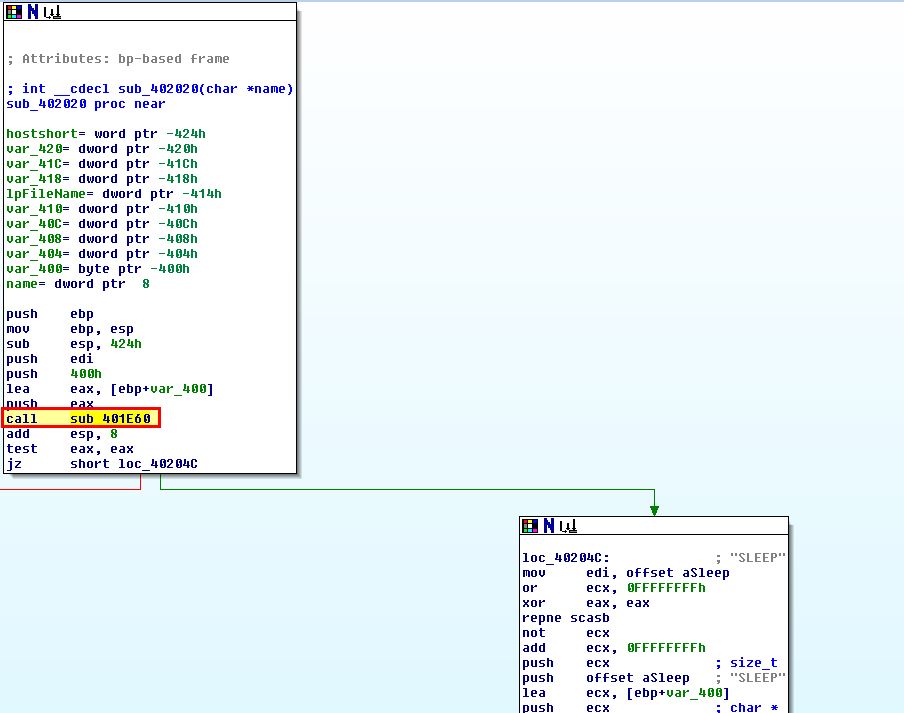 ; Attributes: bp-based frame
; int __cdecl sub_402020(char *name)
sub_402020 proc near
hostshort= word ptr -424h
var_420= dword ptr -420h
var_41C= dword ptr -41Ch
var_418= dword ptr -418h
lpFileName= dword ptr -414h
var_410= dword ptr -410h
var_40C= dword ptr -40Ch
var_408= dword ptr -408h
var_404= dword ptr -404h
var_400= byte ptr -400h
name= dword ptr  8
push    ebp
mov     ebp, esp
sub     esp, 424h
push    edi
push    400h
lea     eax, [ebp+var_400]
push    eax
call    sub_401E60
add     esp, 8
test    eax, eax
jz      short loc_40204C
loc_40204C:             ; "SLEEP"
mov     edi, offset aSleep
or      ecx, 0FFFFFFFFh
xor     eax, eax
repne scasb
not     ecx
add     ecx, 0FFFFFFFFh
push    ecx             ; size_t
push    offset aSleep   ; "SLEEP"
lea     ecx, [ebp+var_400]
push    ecx             ; char *